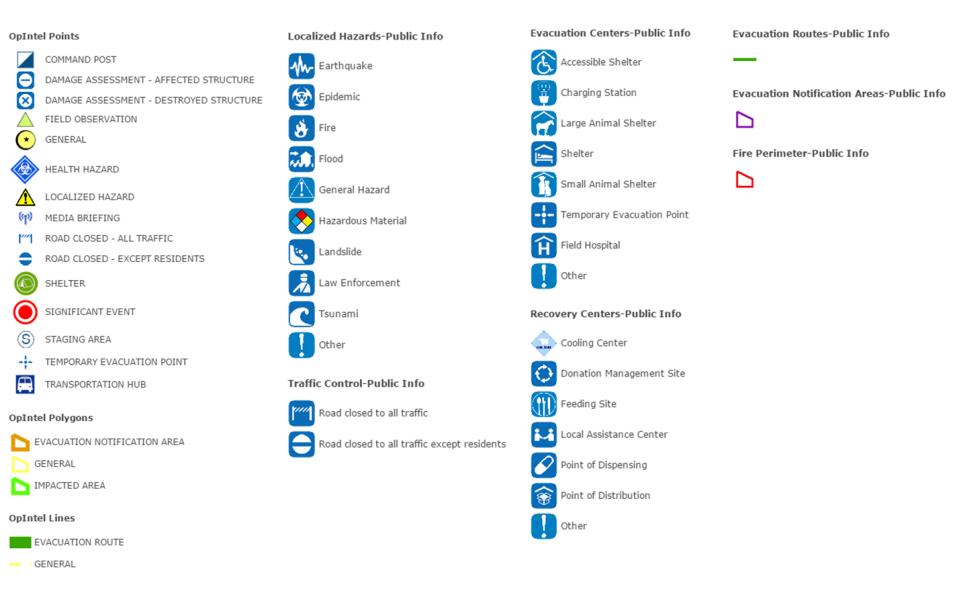 OpIntel Points
COMMAND POST
DAMAGE ASSESSMENT - AFFECTED STRUCTURE
DAMAGE ASSESSMENT - DESTROYED STRUCTURE
FIELD OBSERVATION
GENERAL
HEALTH HAZARD
LOCALIZED HAZARD
MEDIA BRIEFING
ROAD CLOSED - ALL TRAFFIC
ROAD CLOSED - EXCEPT RESIDENTS
SHELTER
SIGNIFICANT EVENT
S STAGING AREA
TEMPORARY EVACUATION POINT
TRANSPORTATION HUB
OpIntel Polygons
EVACUATION NOTIFICATION AREA
GENERAL
IMPACTED AREA
OpIntel Lines
EVACUATION ROUTE
GENERAL
Localized Hazards-Public Info
Earthquake
Epidemic
Fire
Flood
General Hazard
Hazardous Material
Landslide
Law Enforcement
Tsunami
Other
Traffic Control-Public Info
Road closed to all traffic
Road closed to all traffic except residents
Evacuation Centers-Public Info
Accessible Shelter
Charging Station
Large Animal Shelter
Shelter
Small Animal Shelter
Temporary Evacuation Point
H Field Hospital
Other
Recovery Centers-Public Info
Cooling Center
Donation Management Site
Feeding Site
Local Assistance Center
Point of Dispensing
Point of Distribution
Other
Evacuation Routes-Public Info
Evacuation Notification Areas-Public Info
Fire Perimeter-Public Info